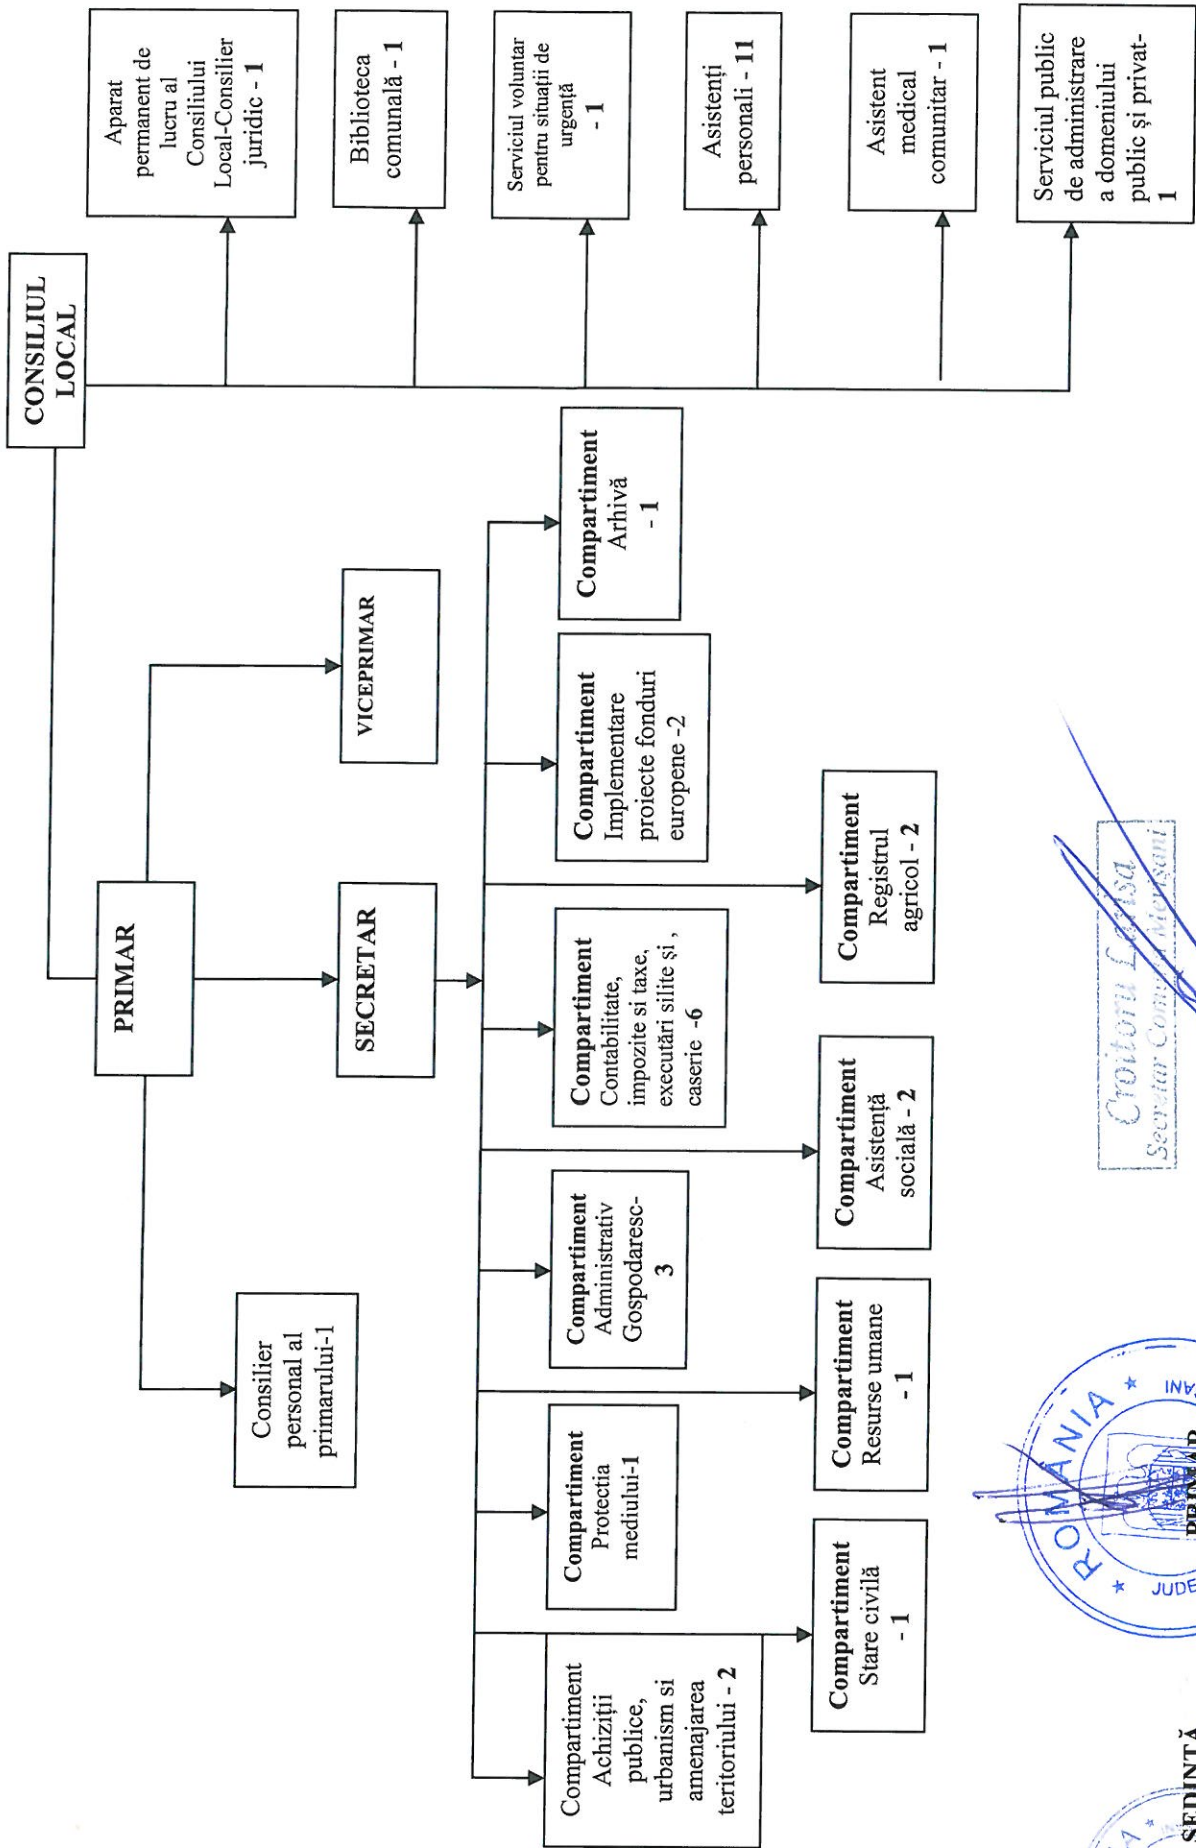 CONSILIUL
LOCAL
PRIMAR
Consilier
personal al
primarului-1
VICEPRIMAR
SECRETAR
Aparat
permanent de
lucru al
Consiliului
Local-Consilier
juridic - 1
Biblioteca
comunală - 1
Serviciul voluntar
pentru situații de
urgență
- 1
Asistenți
personali - 11
Asistent
medical
comunitar - 1
Serviciul public
de administrare
a domeniului
public și privat-
1
Compartiment
Achiziții
publice,
urbanism si
amenajarea
teritoriului - 2
Compartiment
Protectia
mediului-1
Compartiment
Administrativ
Gospodaresc-
3
Compartiment
Contabilitate,
impozite si taxe,
executări silite și ,
caserie -6
Compartiment
Implementare
proiecte fonduri
europene -2
Compartiment
Arhivă
- 1
Compartiment
Stare civilă
- 1
Compartiment
Resurse umane
- 1
Compartiment
Asistență
socială - 2
Compartiment
Registrul
agricol - 2
ROMÂNIA
JUDE
PRIMAR
ȘEDINȚĂ
Croitoru Larisa
Secretar Comuna Merișani